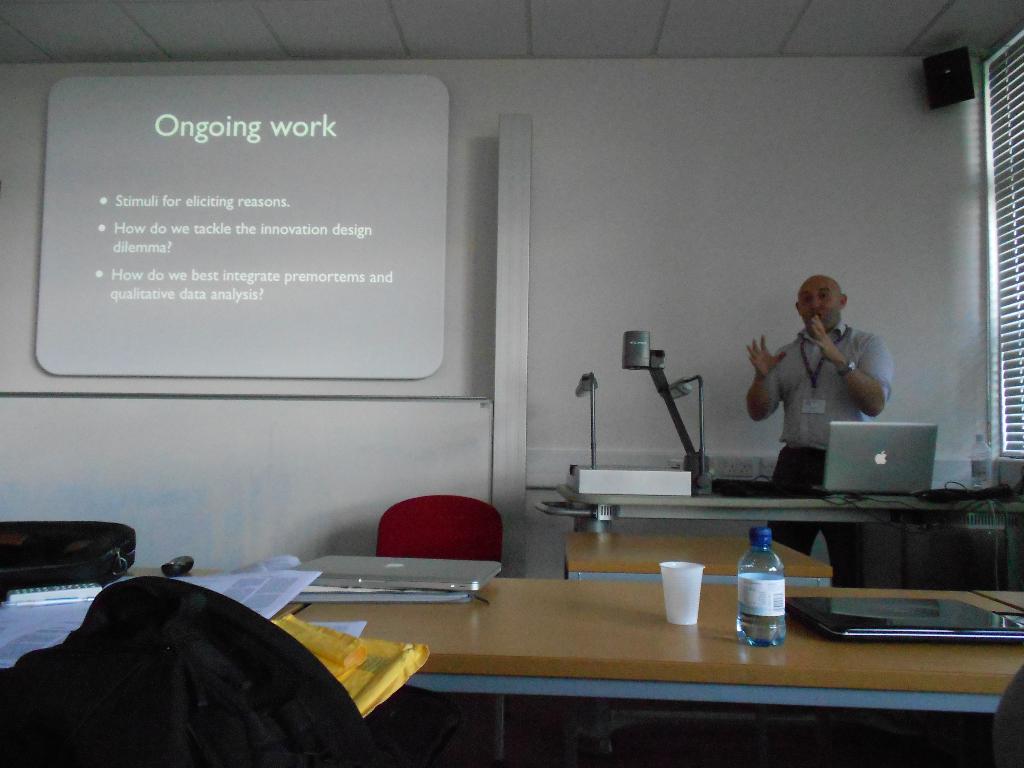 Ongoing work
• Stimuli for eliciting reasons.
• How do we tackle the innovation design
dilemma?
• How do we best integrate premortems and
qualitative data analysis?